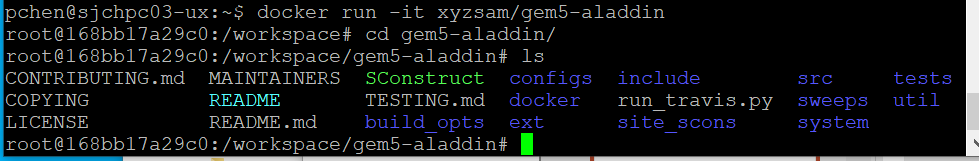 pchen@sjchpc03-ux:~$ docker run -it xyzsam/gem5-aladdin
root@168bb17a29c0:/workspace# cd gem5-aladdin/
root@168bb17a29c0:/workspace/gem5-aladdin# ls
CONTRIBUTING.md  MAINTAINERS  SConstruct  configs  include  src  tests
COPYING  README  TESTING.md  docker  run_travis.py  sweeps  util
LICENSE  README.md  build_opts  ext  site_scons  system
root@168bb17a29c0:/workspace/gem5-aladdin#